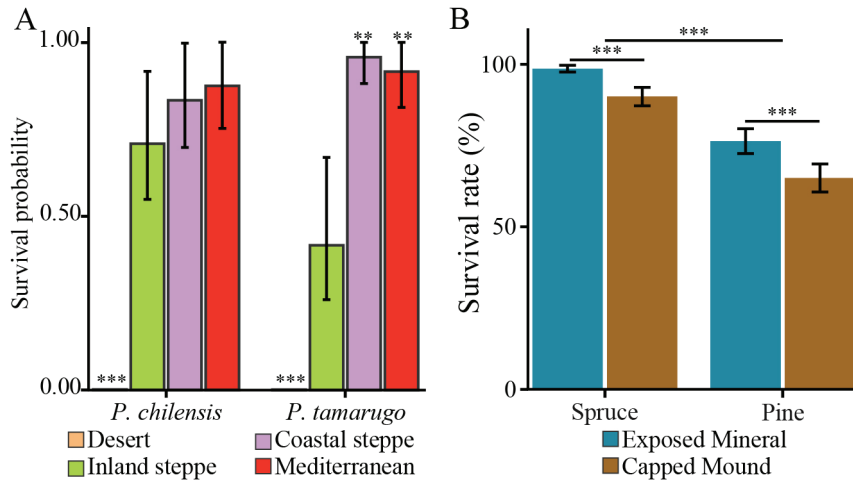 A
Survival probability
1.00
0.50
0.00
***
***
**
**
P. chilensis
P. tamarugo
Desert
Coastal steppe
Inland steppe
Mediterranean
B
Survival rate (%)
100
50
0
***
***
***
Spruce
Pine
Exposed Mineral
Capped Mound